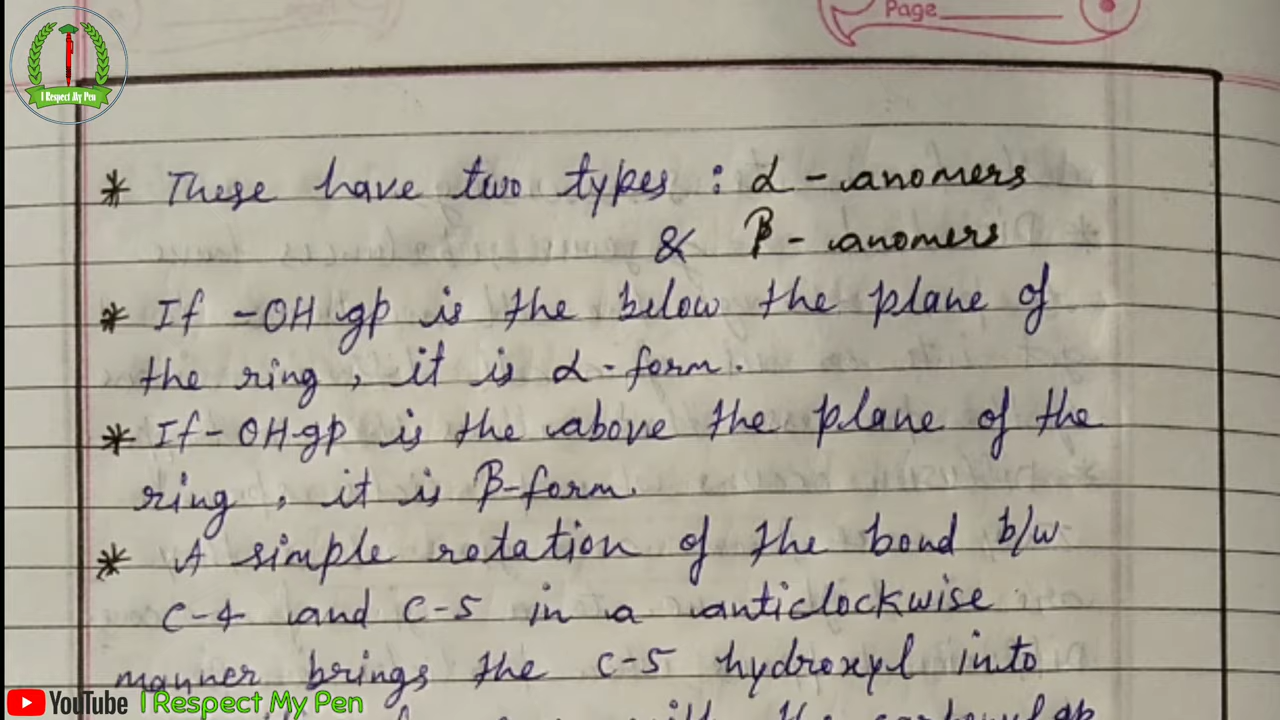 Page
I Respect My Pen
* These have two types : α - anomers
& β - anomers
* If -OH gp is the below the plane of
the ring, it is α - form.
* If - OH gp is the above the plane of the
ring, it is β-form.
* A simple rotation of the bond b/w
C-4 and C-5 in a anticlockwise
manner brings the C-5 hydroxyl into
with the
YouTube I Respect My Pen